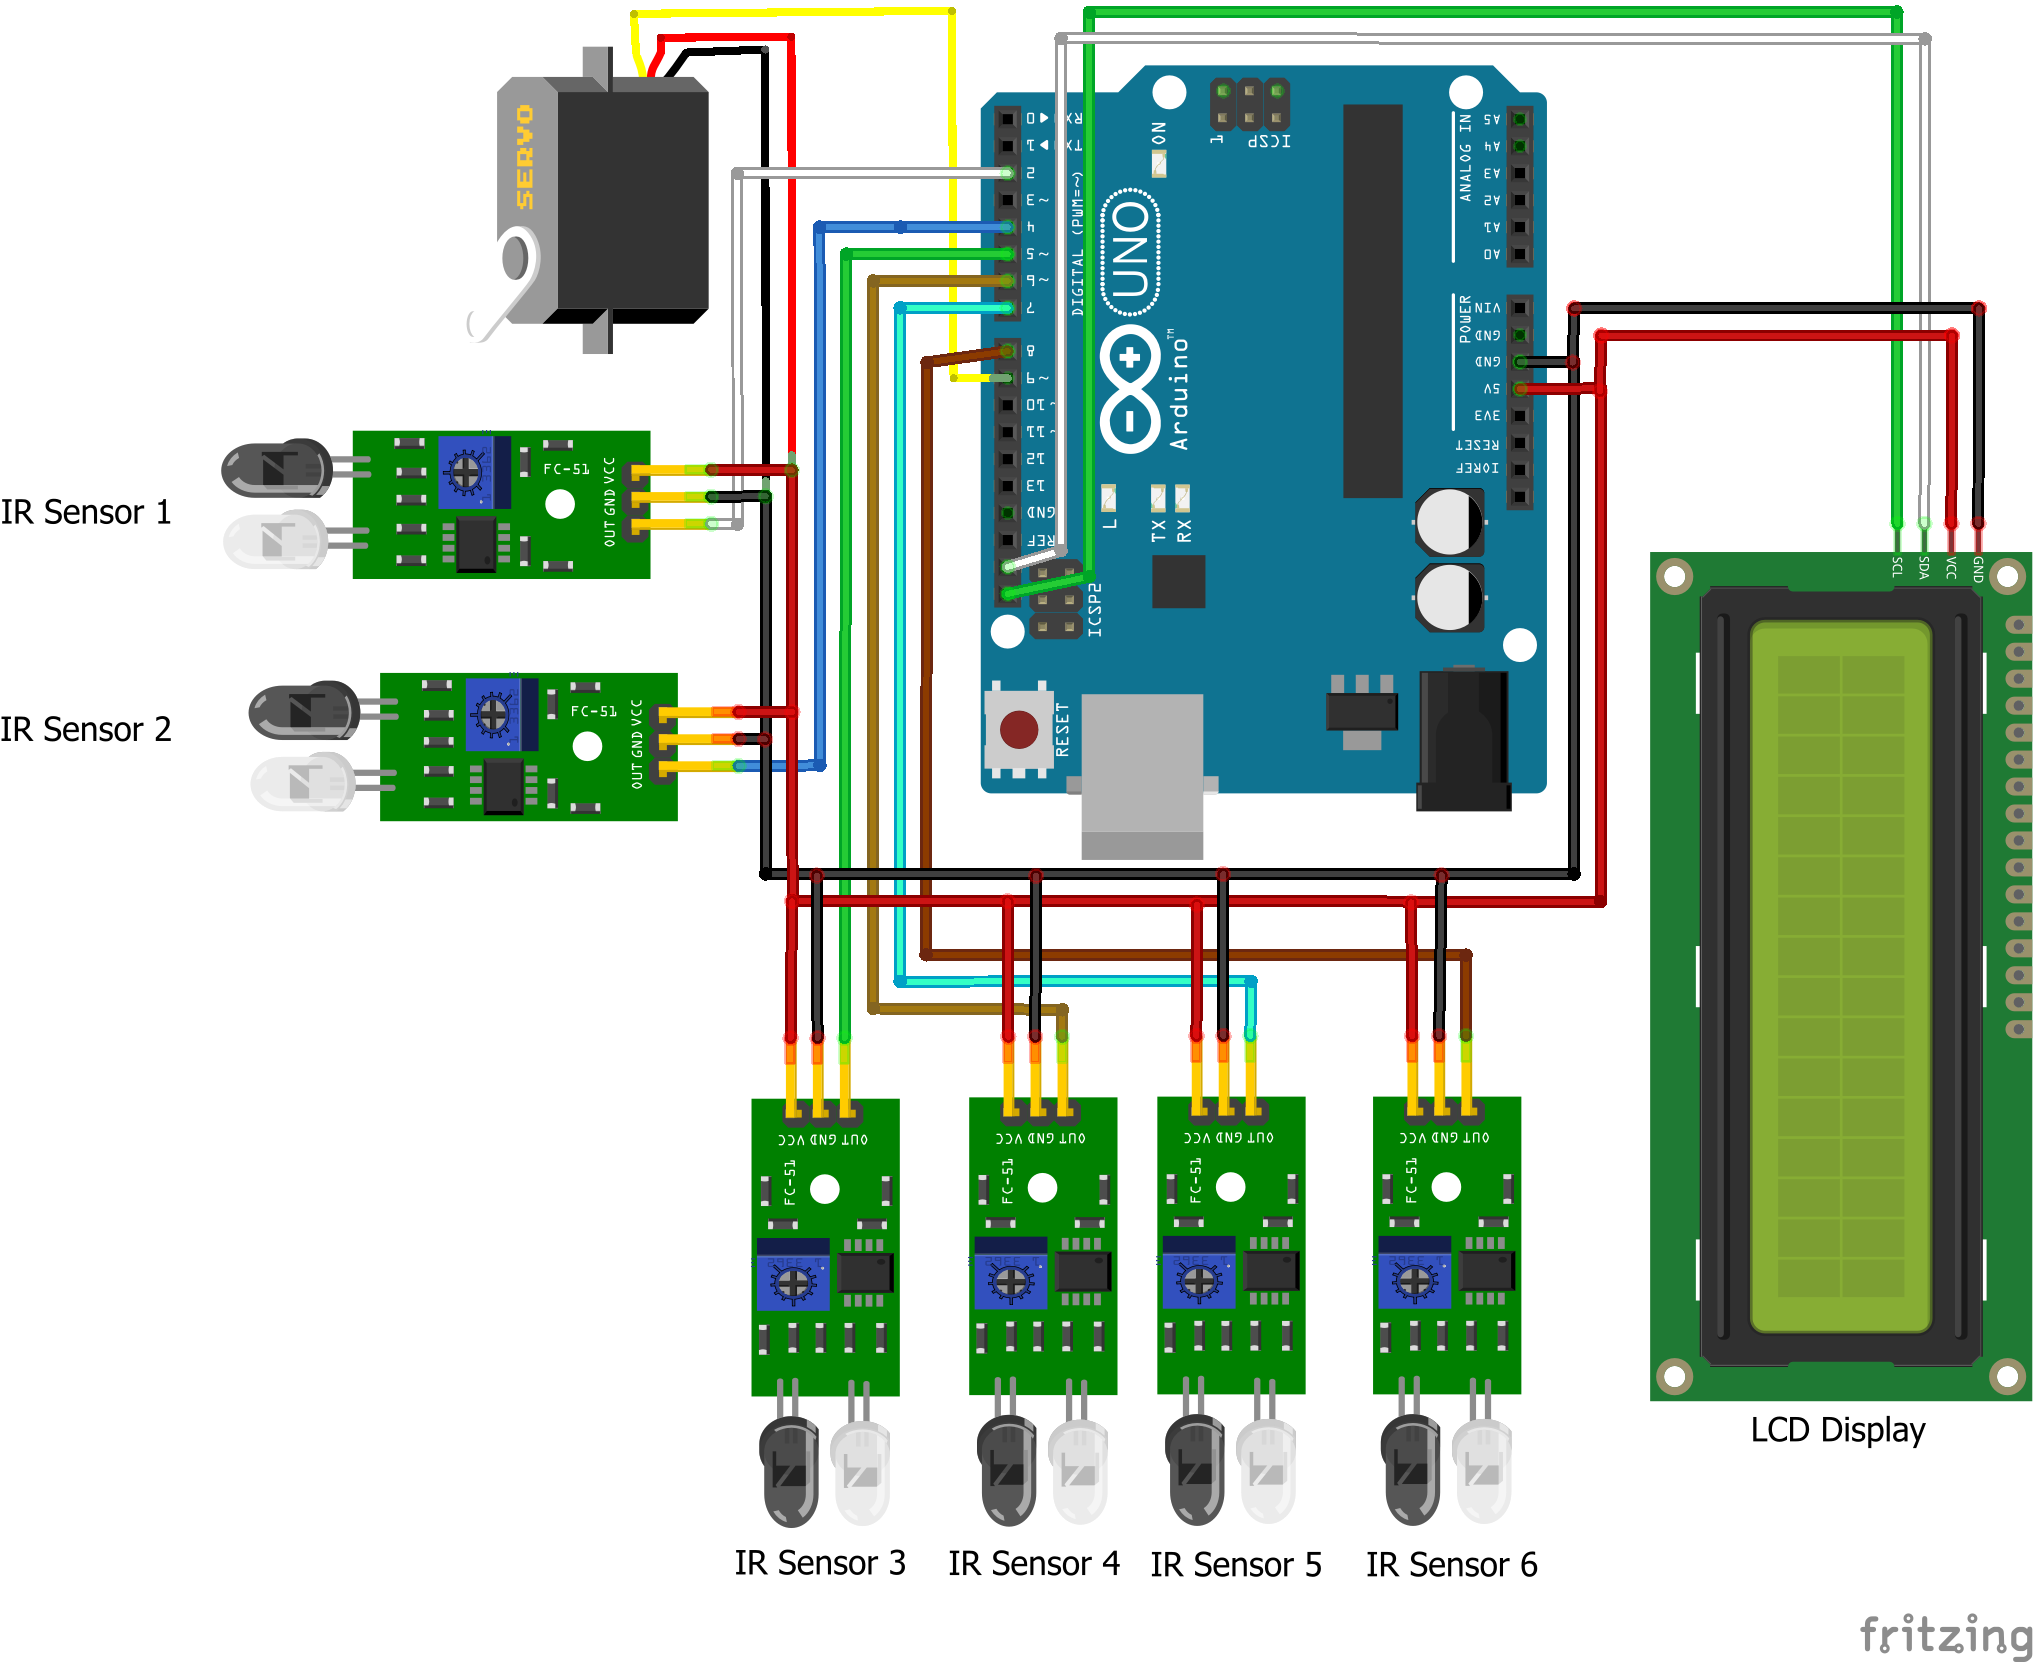 SERVO
RX◀0
TX▶1
2
~3
4
~5
~6
7
8
~9
~10
~11
12
13
GND
REF
DIGITAL (PWM=~)
ON
1
ICSP
UNO
Arduino™
L
TX
RX
ICSP2
RESET
ANALOG IN
A5
A4
A3
A2
A1
A0
POWER
VIN
GND
GND
5V
3V3
RESET
IOREF
IR Sensor 1
FC-51
VCC
GND
OUT
IR Sensor 2
FC-51
VCC
GND
OUT
SCL
SDA
VCC
GND
LCD Display
VCC GND OUT
FC-51
IR Sensor 3
VCC GND OUT
FC-51
IR Sensor 4
VCC GND OUT
FC-51
IR Sensor 5
VCC GND OUT
FC-51
IR Sensor 6
fritzing